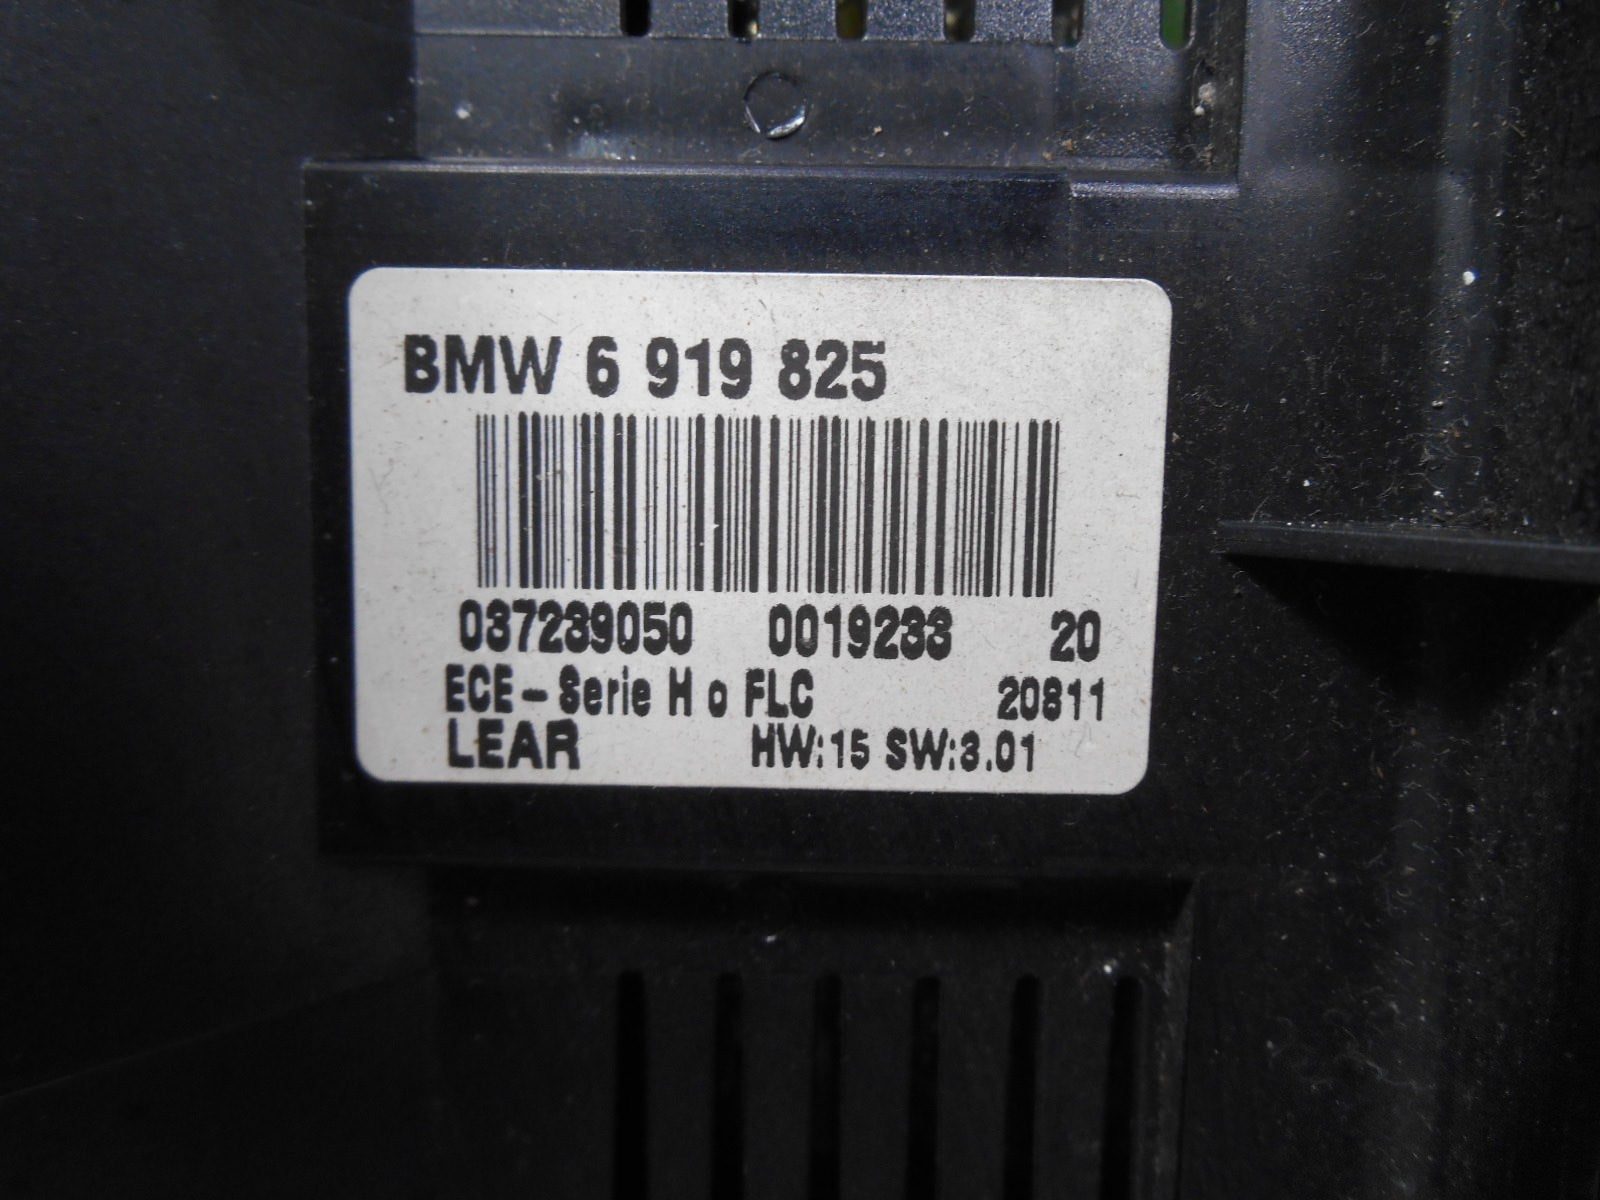 BMW 6 919 825
037239050 0019233 20
ECE-Serie H o FLC 20811
LEAR HW:15 SW:3.01